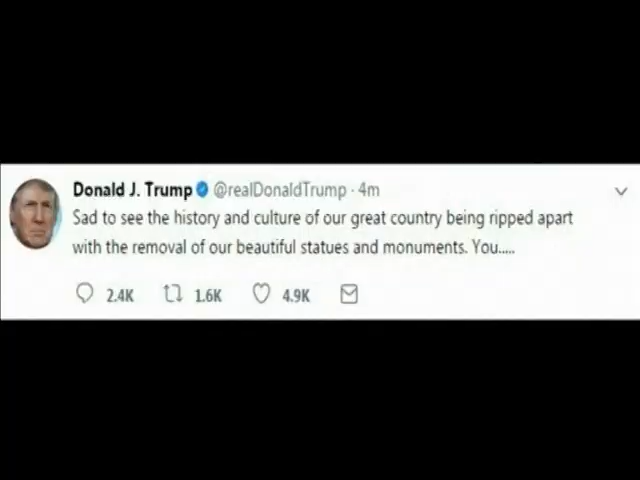 Donald J. Trump @realDonaldTrump · 4m
Sad to see the history and culture of our great country being ripped apart
with the removal of our beautiful statues and monuments. You.....
2.4K 1.6K 4.9K